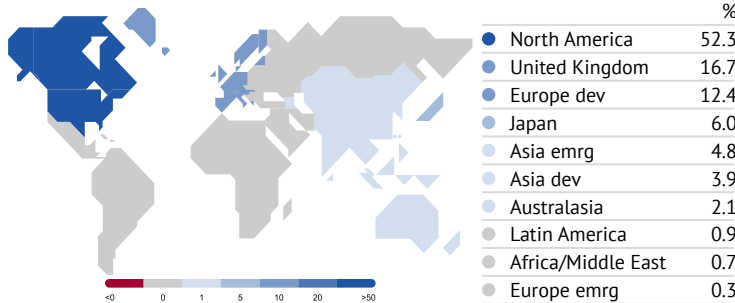 %
North America 52.3
United Kingdom 16.7
Europe dev 12.4
Japan 6.0
Asia emrg 4.8
Asia dev 3.9
Australasia 2.1
Latin America 0.9
Africa/Middle East 0.7
Europe emrg 0.3
<0 0 1 5 10 20 >50